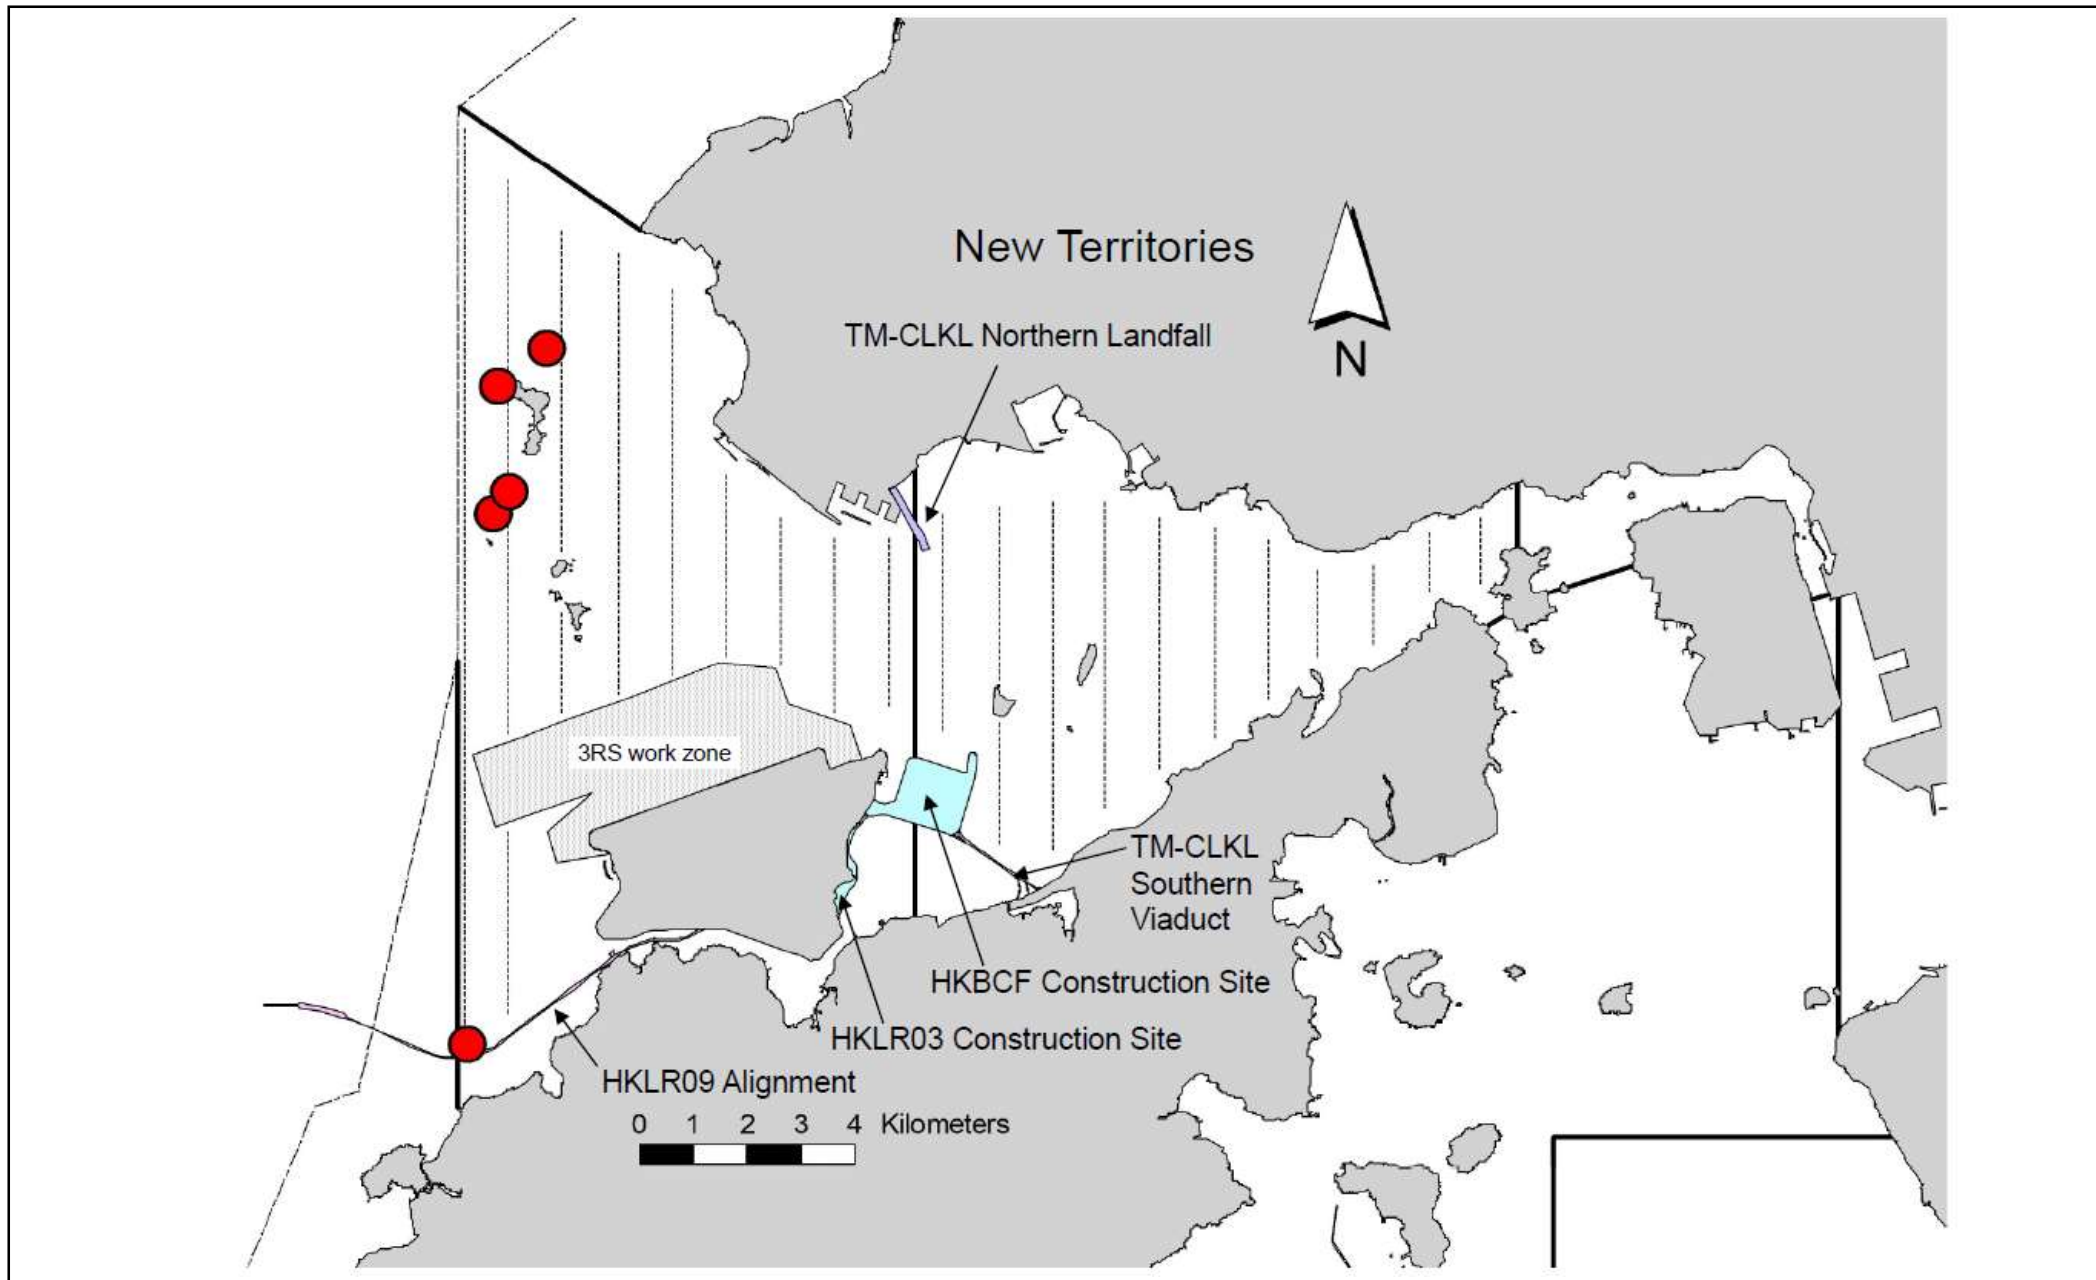 New Territories
TM-CLKL Northern Landfall
N
3RS work zone
TM-CLKL
Southern
Viaduct
HKBCF Construction Site
HKLR03 Construction Site
HKLR09 Alignment
0 1 2 3 4 Kilometers